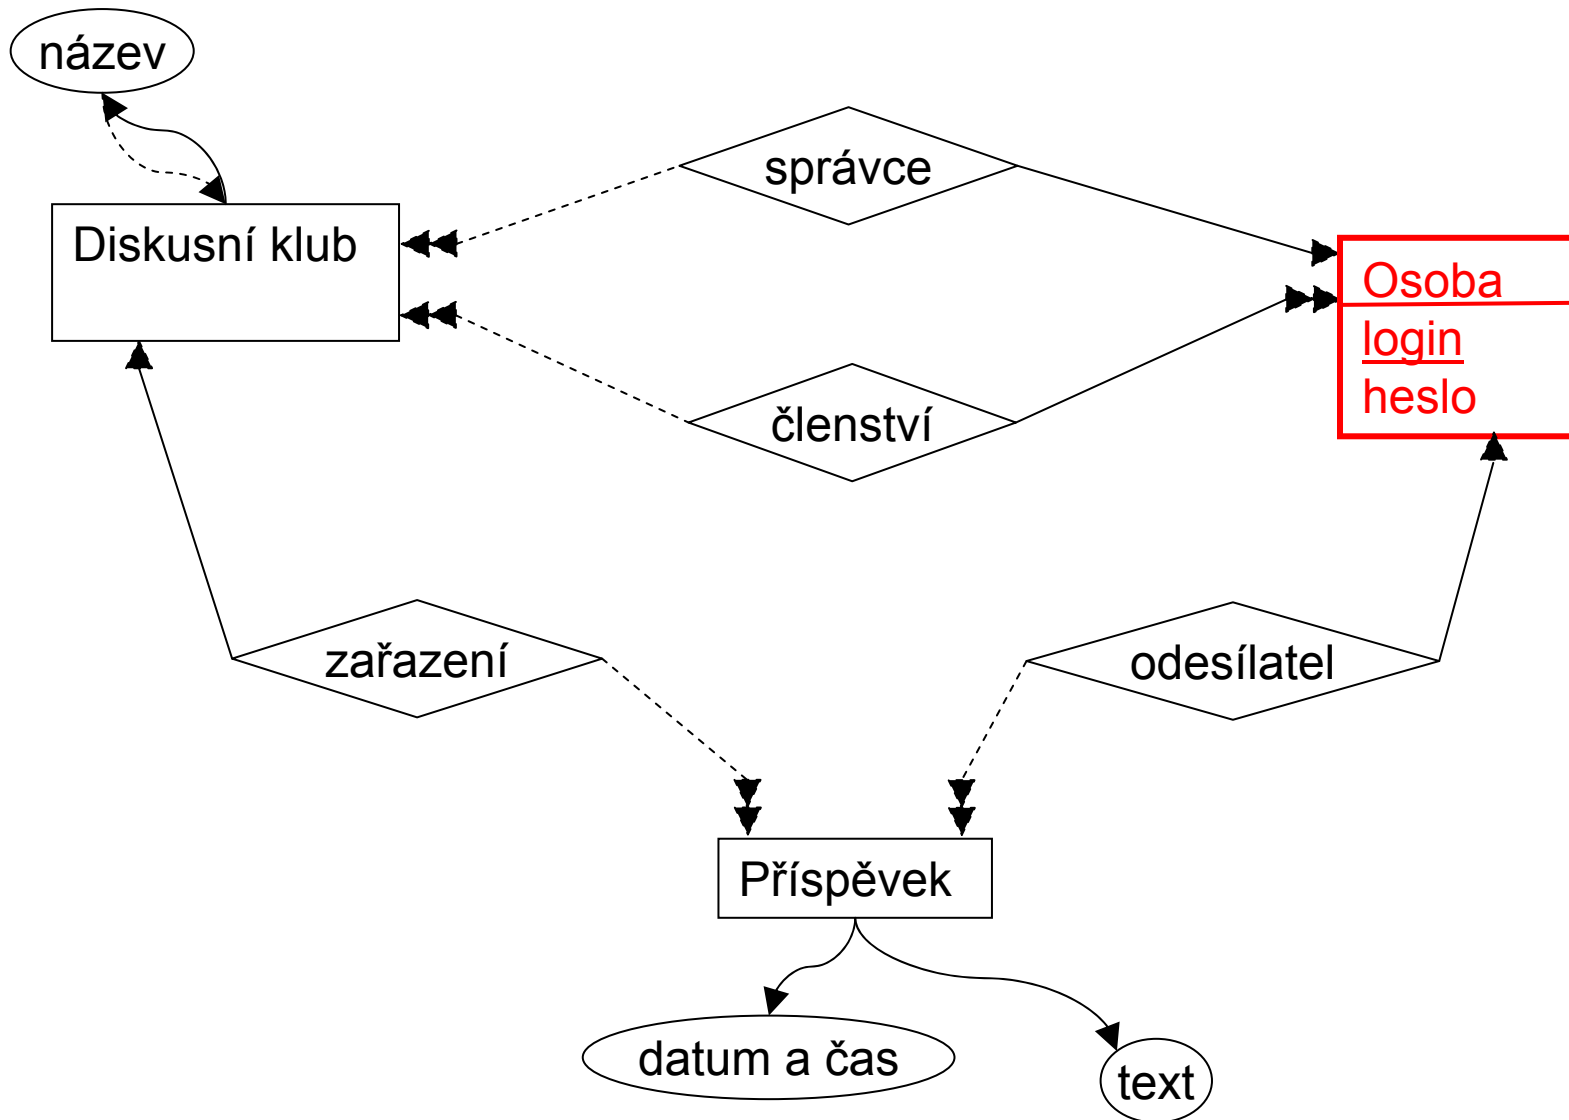 název
správce
Diskusní klub
Osoba
login
heslo
členství
zařazení
odesílatel
Příspěvek
datum a čas
text